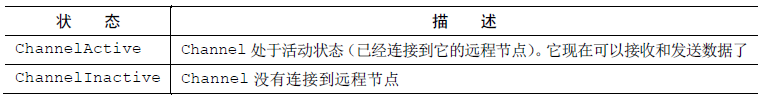 状 态 描 述
ChannelActive Channel 处于活动状态（已经连接到它的远程节点）。它现在可以接收和发送数据了
ChannelInactive Channel 没有连接到远程节点